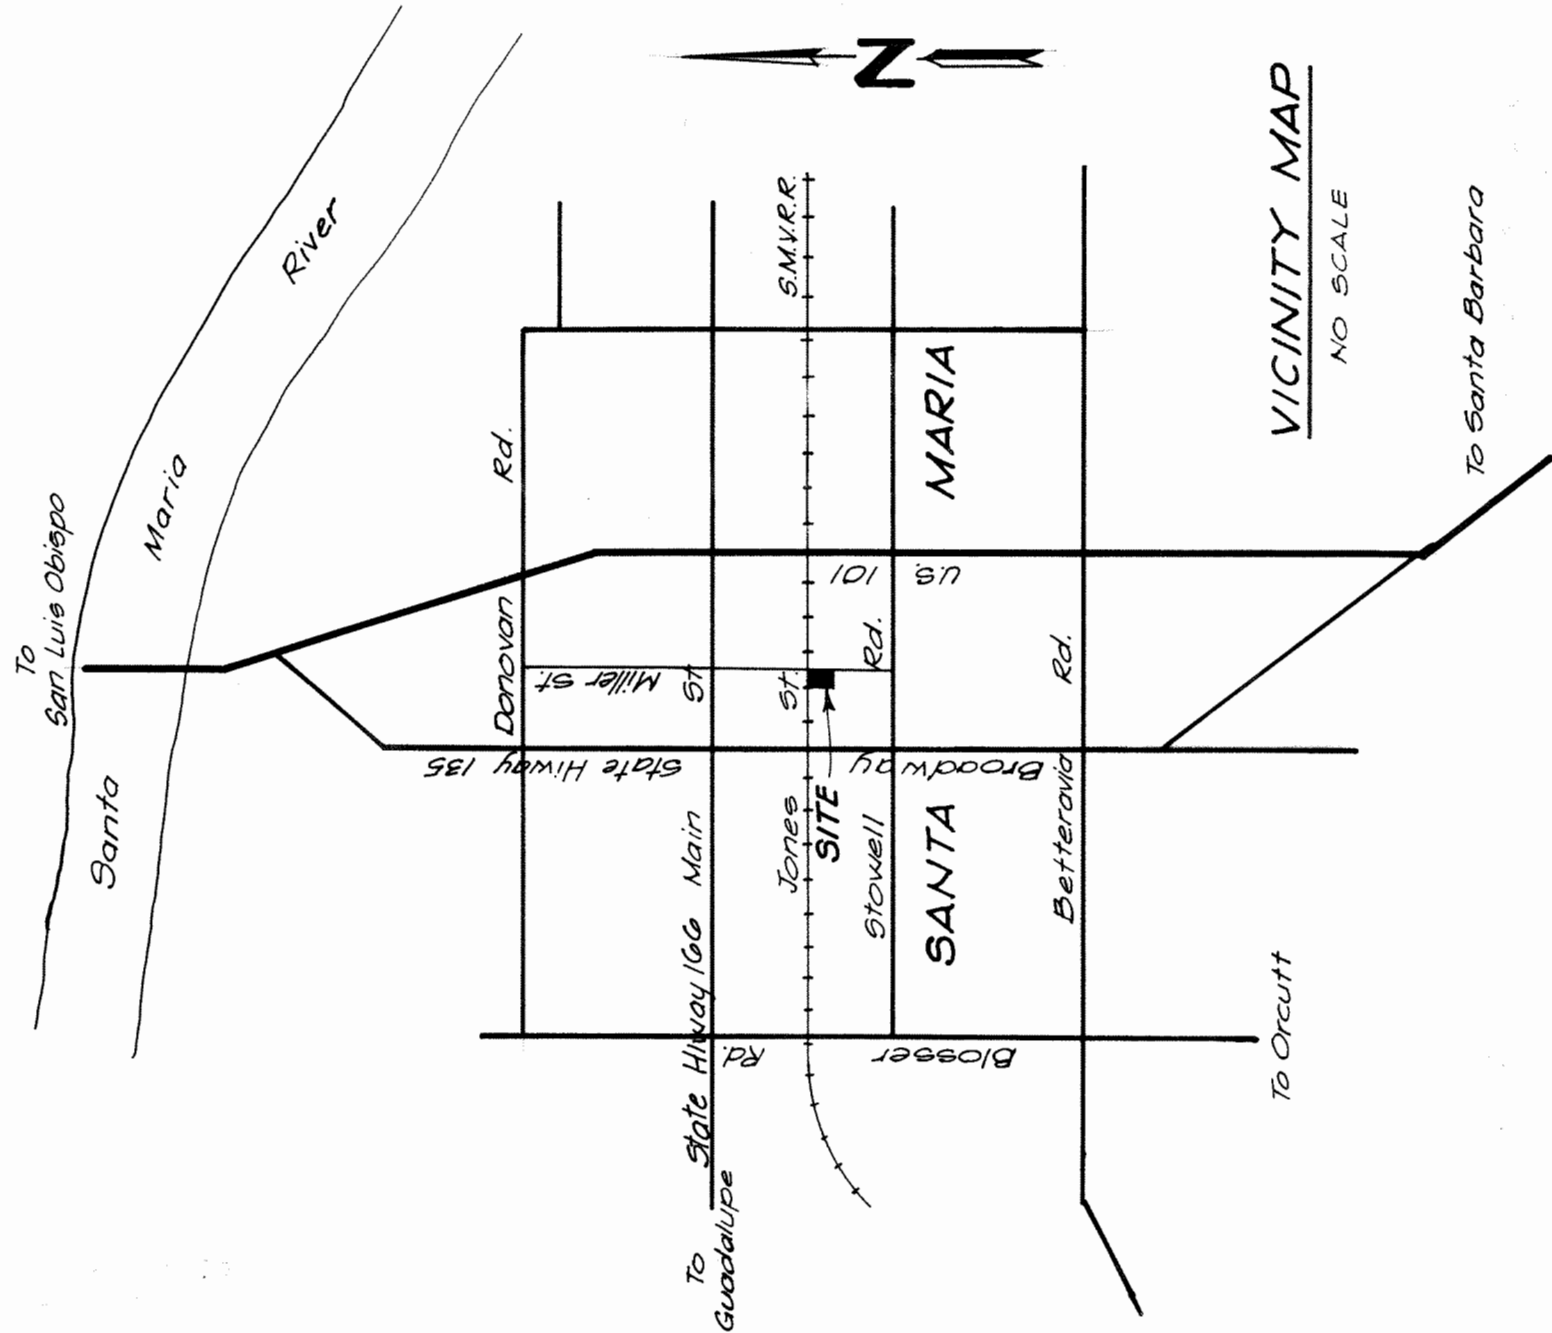 To
San Luis Obispo
Santa Maria River
N
Donovan Rd.
Miller St.
State Hiway 135
Broadway
U.S. 101
To
Guadalupe
State Hiway 166 Main St
S.M.V.R.R.
Jones St.
SITE
Stowell Rd.
SANTA MARIA
Blosser Rd.
Betteravia Rd.
To Orcutt
To Santa Barbara
VICINITY MAP
NO SCALE